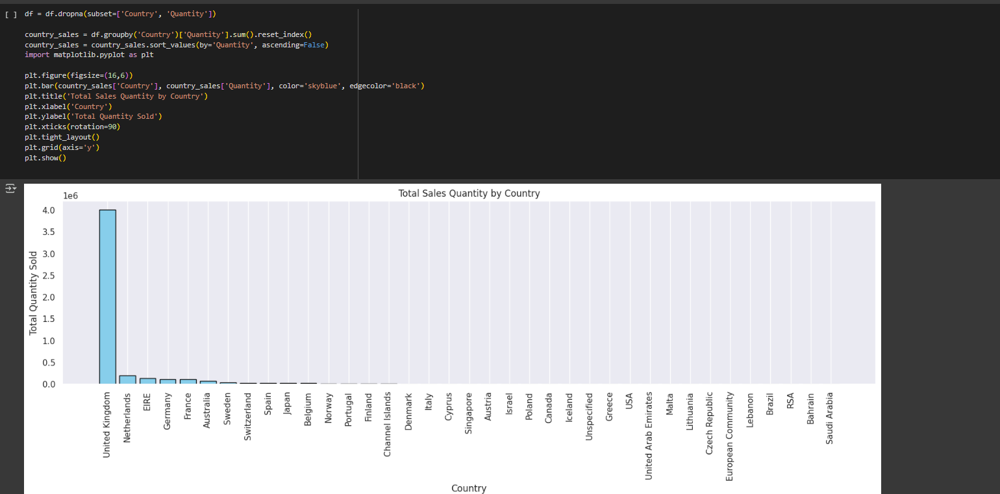 [ ] df = df.dropna(subset=['Country', 'Quantity'])
country_sales = df.groupby('Country')['Quantity'].sum().reset_index()
country_sales = country_sales.sort_values(by='Quantity', ascending=False)
import matplotlib.pyplot as plt
plt.figure(figsize=(16,6))
plt.bar(country_sales['Country'], country_sales['Quantity'], color='skyblue', edgecolor='black')
plt.title('Total Sales Quantity by Country')
plt.xlabel('Country')
plt.ylabel('Total Quantity Sold')
plt.xticks(rotation=90)
plt.tight_layout()
plt.grid(axis='y')
plt.show()
Total Sales Quantity by Country
1e6
4.0
3.5
3.0
2.5
2.0
1.5
1.0
0.5
0.0
Total Quantity Sold
United Kingdom
Netherlands
EIRE
Germany
France
Australia
Sweden
Switzerland
Spain
Japan
Belgium
Norway
Portugal
Finland
Channel Islands
Denmark
Italy
Cyprus
Singapore
Austria
Israel
Poland
Canada
Iceland
Unspecified
Greece
USA
United Arab Emirates
Malta
Lithuania
Czech Republic
European Community
Lebanon
Brazil
RSA
Bahrain
Saudi Arabia
Country